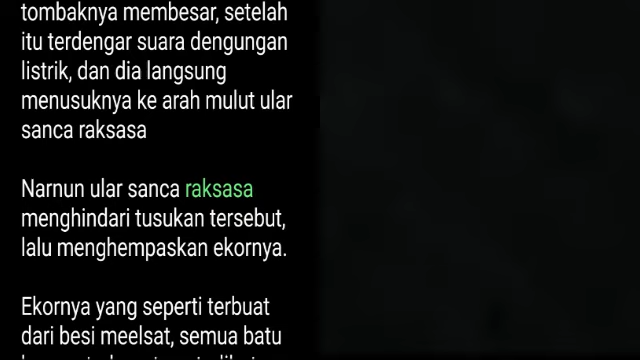 tombaknya membesar, setelah
itu terdengar suara dengungan
listrik, dan dia langsung
menusuknya ke arah mulut ular
sanca raksasa
Narnun ular sanca raksasa
menghindari tusukan tersebut,
lalu menghempaskan ekornya.
Ekornya yang seperti terbuat
dari besi meelsat, semua batu